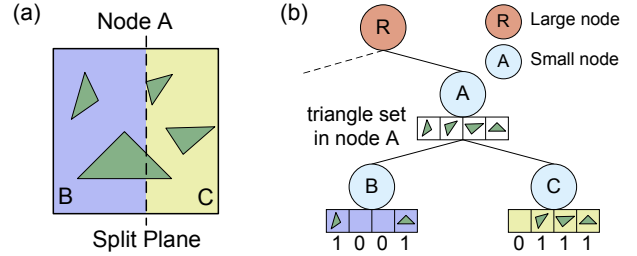 (a)
Node A
B
C
Split Plane
(b)
R
R Large node
A Small node
A
triangle set
in node A
B
C
1 0 0 1
0 1 1 1